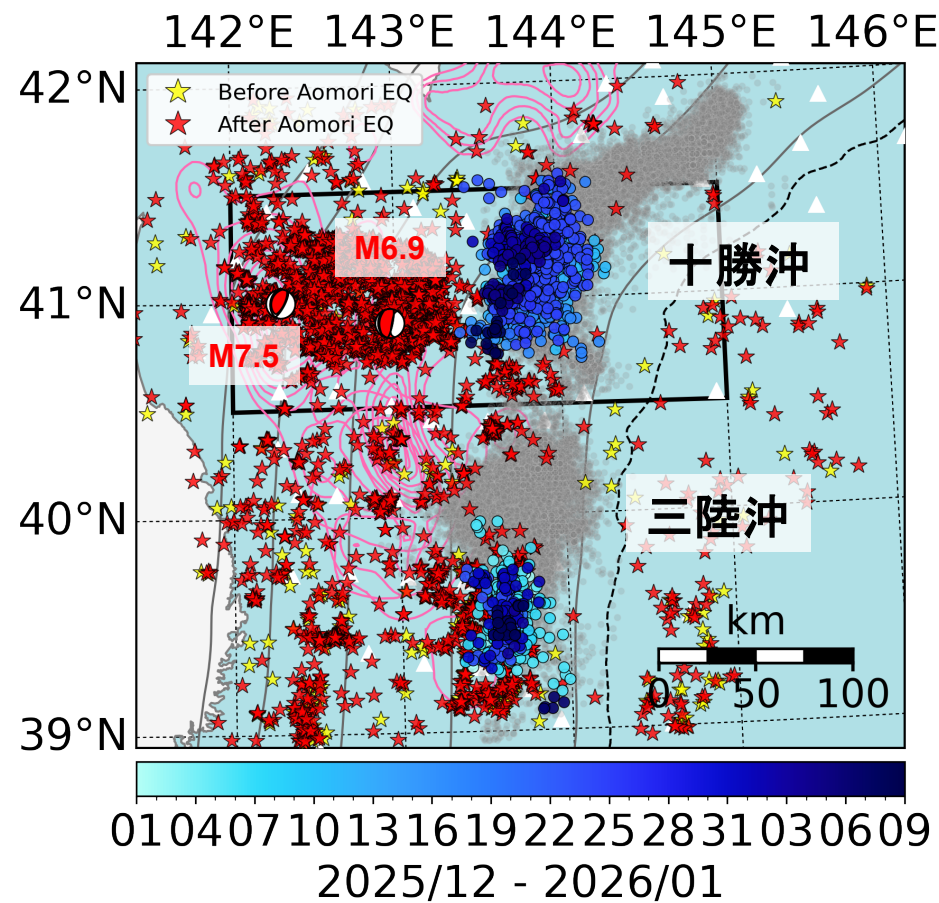 142°E 143°E 144°E 145°E 146°E
42°N
Before Aomori EQ
After Aomori EQ
M6.9
十勝沖
41°N
M7.5
40°N
三陸沖
km
0 50 100
39°N
01 04 07 10 13 16 19 22 25 28 31 03 06 09
2025/12 - 2026/01